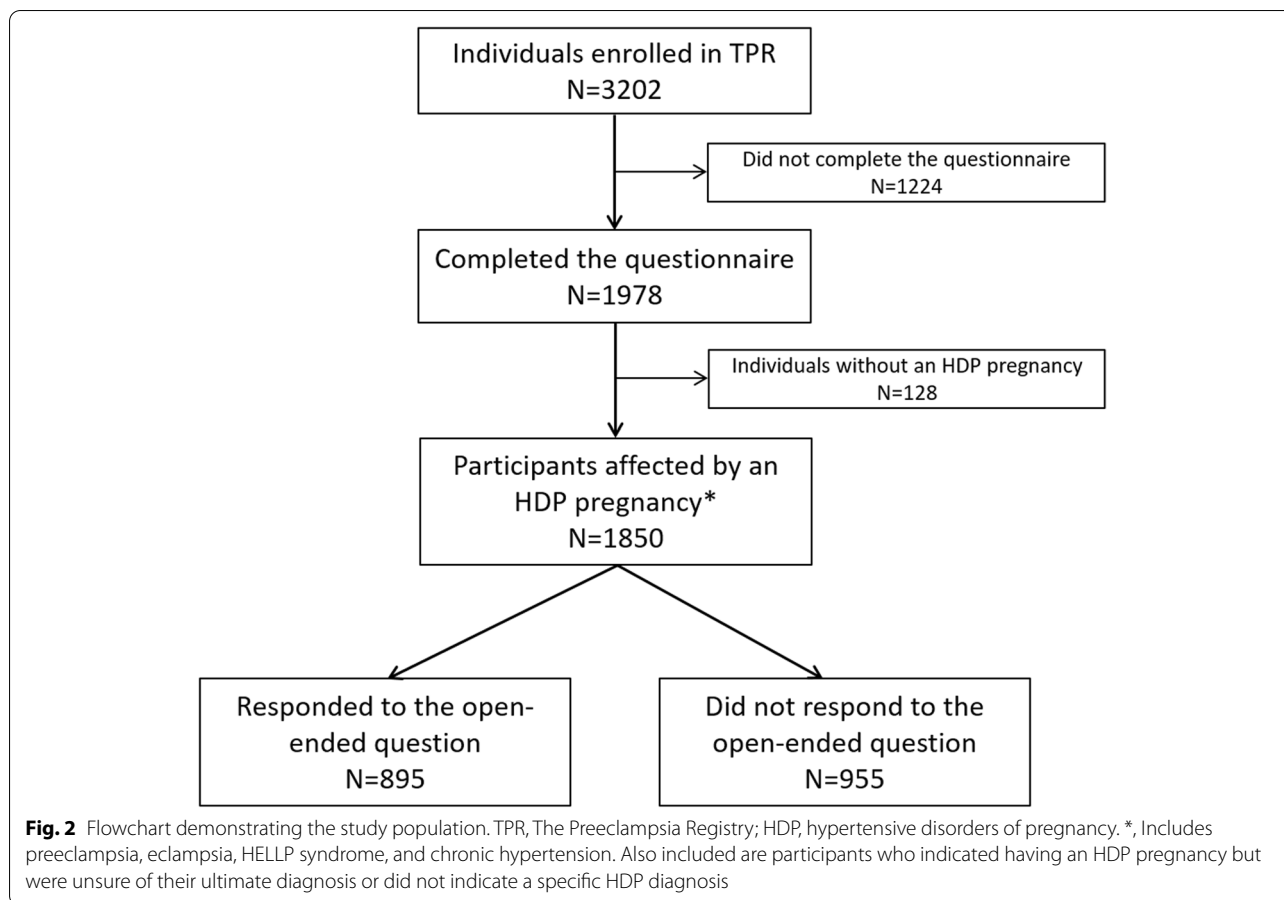 Individuals enrolled in TPR
N=3202
Did not complete the questionnaire
N=1224
Completed the questionnaire
N=1978
Individuals without an HDP pregnancy
N=128
Participants affected by an
HDP pregnancy*
N=1850
Responded to the open-
ended question
N=895
Did not respond to the
open-ended question
N=955
Fig. 2 Flowchart demonstrating the study population. TPR, The Preeclampsia Registry; HDP, hypertensive disorders of pregnancy. *, Includes
preeclampsia, eclampsia, HELLP syndrome, and chronic hypertension. Also included are participants who indicated having an HDP pregnancy but
were unsure of their ultimate diagnosis or did not indicate a specific HDP diagnosis